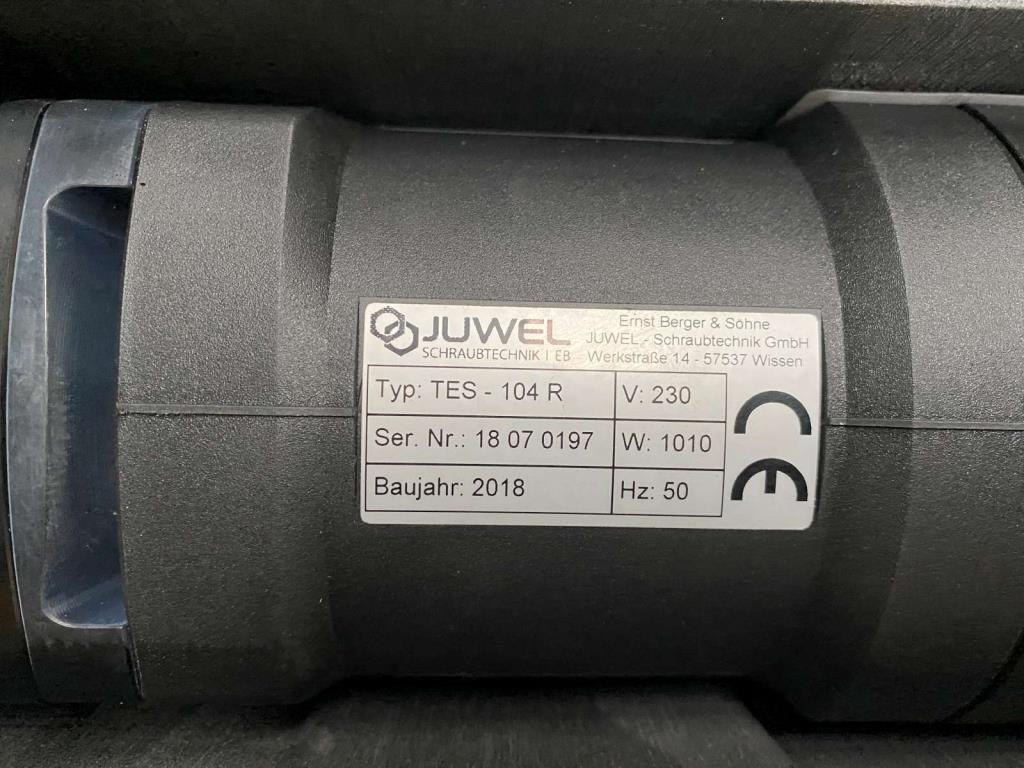 JUWEL
SCHRAUBTECHNIK | EB
Ernst Berger & Söhne
JUWEL - Schraubtechnik GmbH
Werkstraße 14 - 57537 Wissen
Typ: TES - 104 R
V: 230
Ser. Nr.: 18 07 0197
W: 1010
Baujahr: 2018
Hz: 50
CE